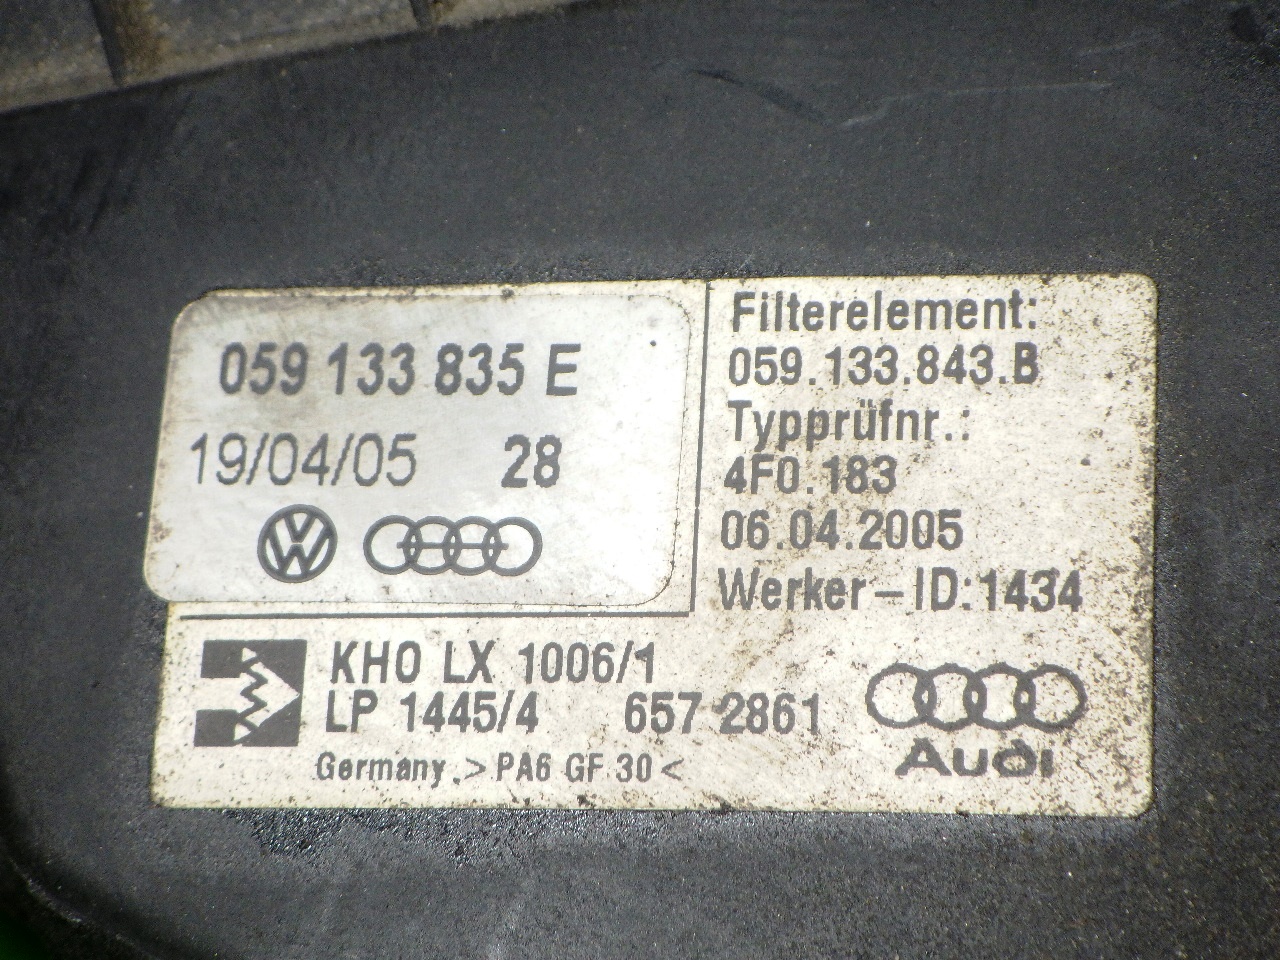 059 133 835 E
19/04/05 28
Filterelement:
059.133.843.B
Typprüfnr.:
4F0.183
06.04.2005
Werker-ID:1434
KHO LX 1006/1
LP 1445/4 657 2861
Germany >PA6 GF 30<
Audi